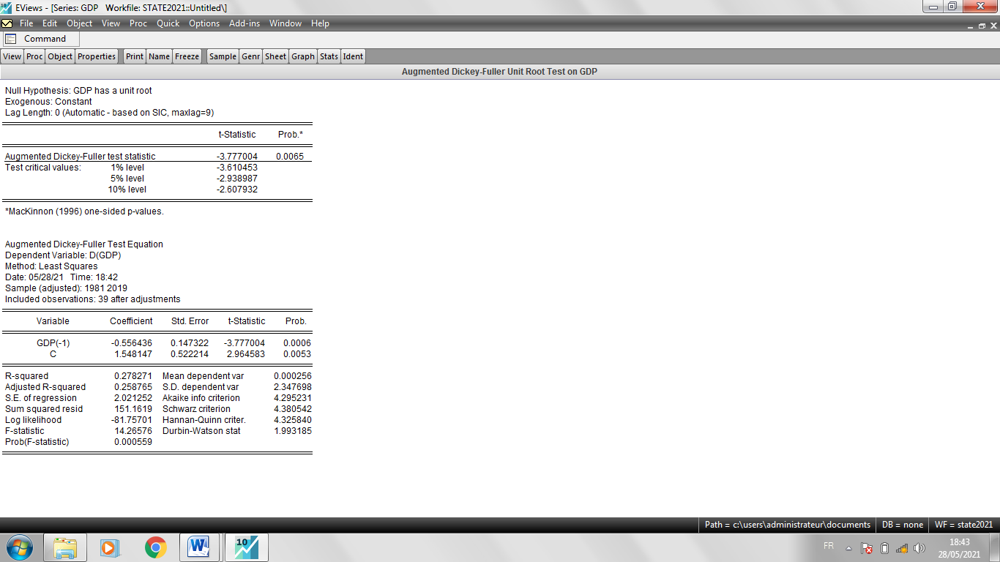 EViews - [Series: GDP   Workfile: STATE2021::Untitled\]
File Edit Object View Proc Quick Options Add-ins Window Help
Command
View Proc Object Properties Print Name Freeze Sample Genr Sheet Graph Stats Ident
Augmented Dickey-Fuller Unit Root Test on GDP
Null Hypothesis: GDP has a unit root
Exogenous: Constant
Lag Length: 0 (Automatic - based on SIC, maxlag=9)
t-Statistic Prob.*
Augmented Dickey-Fuller test statistic -3.777004 0.0065
Test critical values: 1% level -3.610453
5% level -2.938987
10% level -2.607932
*MacKinnon (1996) one-sided p-values.
Augmented Dickey-Fuller Test Equation
Dependent Variable: D(GDP)
Method: Least Squares
Date: 05/28/21 Time: 18:42
Sample (adjusted): 1981 2019
Included observations: 39 after adjustments
Variable Coefficient Std. Error t-Statistic Prob.
GDP(-1) -0.556436 0.147322 -3.777004 0.0006
C 1.548147 0.522214 2.964583 0.0053
R-squared 0.278271 Mean dependent var 0.000256
Adjusted R-squared 0.258765 S.D. dependent var 2.347698
S.E. of regression 2.021252 Akaike info criterion 4.295231
Sum squared resid 151.1619 Schwarz criterion 4.380542
Log likelihood -81.75701 Hannan-Quinn criter. 4.325840
F-statistic 14.26576 Durbin-Watson stat 1.993185
Prob(F-statistic) 0.000559
Path = c:\users\administrateur\documents DB = none WF = state2021
10
FR
18:43
28/05/2021